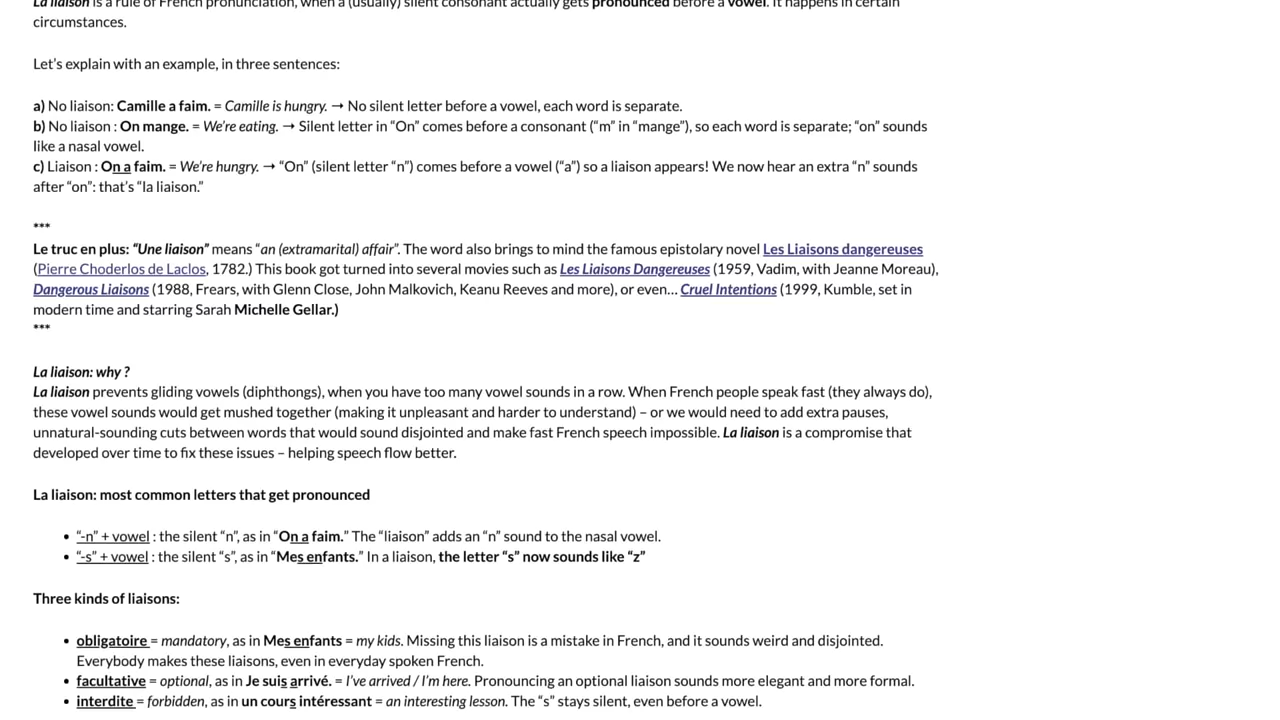 La liaison is a rule of French pronunciation, when a (usually) silent consonant actually gets pronounced before a vowel. It happens in certain
circumstances.
Let's explain with an example, in three sentences:
a) No liaison: Camille a faim. = Camille is hungry. → No silent letter before a vowel, each word is separate.
b) No liaison : On mange. = We're eating. → Silent letter in “On” comes before a consonant (“m” in “mange”), so each word is separate; “on” sounds
like a nasal vowel.
c) Liaison : On a faim. = We're hungry. → “On” (silent letter “n”) comes before a vowel (“a”) so a liaison appears! We now hear an extra “n” sounds
after “on”: that's “la liaison.”
***
Le truc en plus: “Une liaison” means “an (extramarital) affair”. The word also brings to mind the famous epistolary novel Les Liaisons dangereuses
(Pierre Choderlos de Laclos, 1782.) This book got turned into several movies such as Les Liaisons Dangereuses (1959, Vadim, with Jeanne Moreau),
Dangerous Liaisons (1988, Frears, with Glenn Close, John Malkovich, Keanu Reeves and more), or even… Cruel Intentions (1999, Kumble, set in
modern time and starring Sarah Michelle Gellar.)
***
La liaison: why ?
La liaison prevents gliding vowels (diphthongs), when you have too many vowel sounds in a row. When French people speak fast (they always do),
these vowel sounds would get mushed together (making it unpleasant and harder to understand) – or we would need to add extra pauses,
unnatural-sounding cuts between words that would sound disjointed and make fast French speech impossible. La liaison is a compromise that
developed over time to fix these issues – helping speech flow better.
La liaison: most common letters that get pronounced
• “-n” + vowel : the silent “n”, as in “On a faim.” The “liaison” adds an “n” sound to the nasal vowel.
• “-s” + vowel : the silent “s”, as in “Mes enfants.” In a liaison, the letter “s” now sounds like “z”
Three kinds of liaisons:
• obligatoire = mandatory, as in Mes enfants = my kids. Missing this liaison is a mistake in French, and it sounds weird and disjointed.
Everybody makes these liaisons, even in everyday spoken French.
• facultative = optional, as in Je suis arrivé. = I've arrived / I'm here. Pronouncing an optional liaison sounds more elegant and more formal.
• interdite = forbidden, as in un cours intéressant = an interesting lesson. The “s” stays silent, even before a vowel.